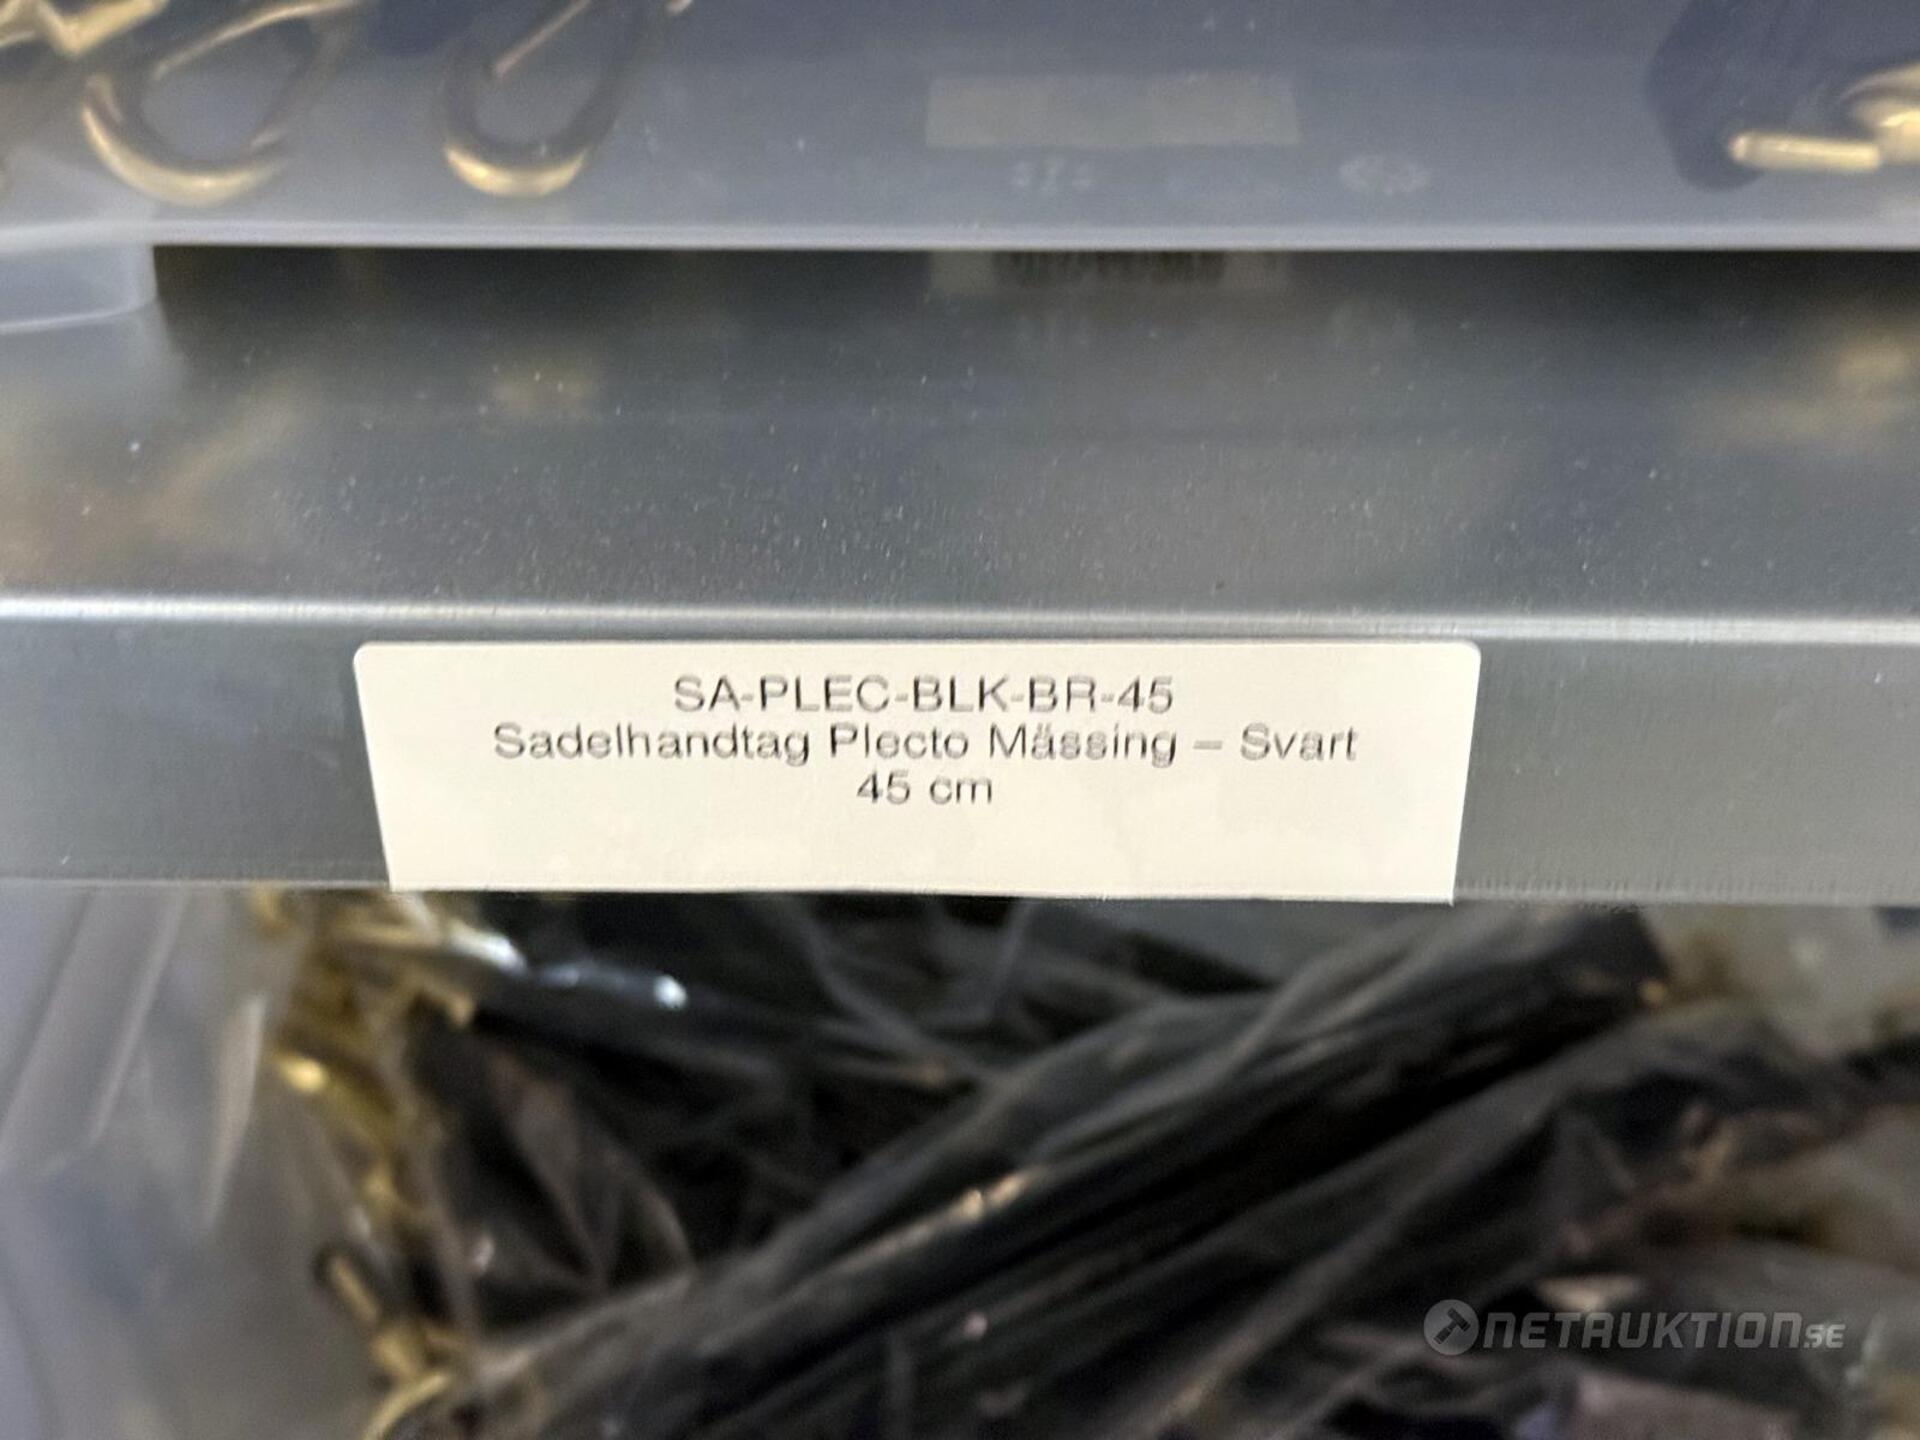 SA-PLEC-BLK-BR-45
Sadelhandtag Plecto Mässing – Svart
45 cm
NETAUKTION.SE